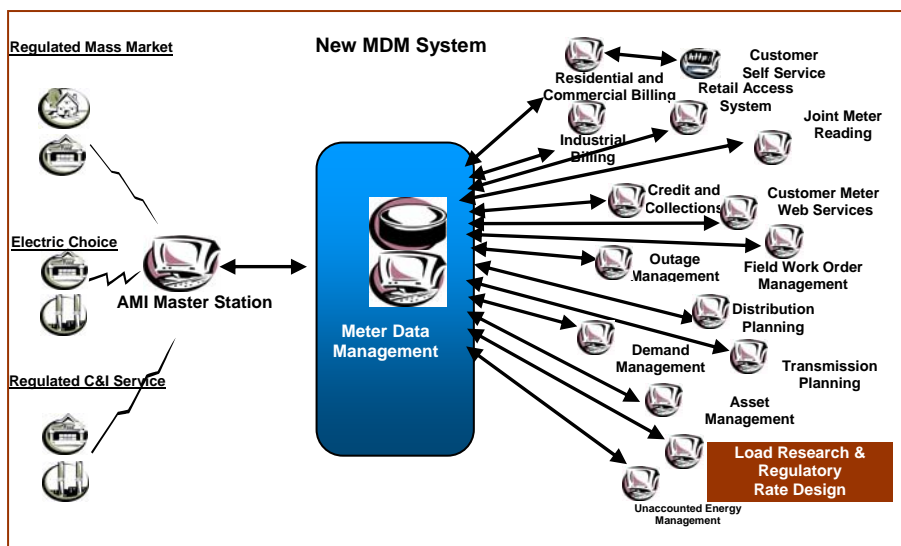 Regulated Mass Market
New MDM System
Electric Choice
AMI Master Station
Regulated C&I Service
Meter Data
Management
Residential and
Commercial Billing
http:
Customer
Self Service
Retail Access
System
Industrial
Billing
Joint Meter
Reading
Credit and
Collections
Customer Meter
Web Services
Outage
Management
Field Work Order
Management
Distribution
Planning
Demand
Management
Transmission
Planning
Asset
Management
Load Research &
Regulatory
Rate Design
Unaccounted Energy
Management